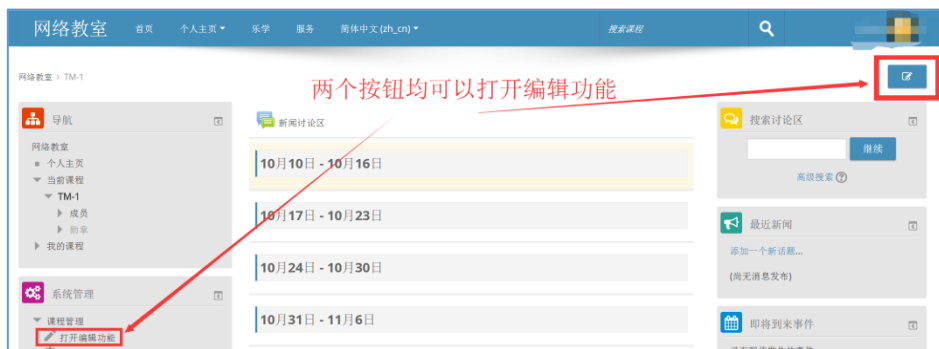 网络教室 首页 个人主页 乐学 服务 简体中文 (zh_cn) 搜索课程
网络教室 > TM-1
两个按钮均可以打开编辑功能
导航
网络教室
个人主页
当前课程
TM-1
成员
勋章
我的课程
系统管理
课程管理
打开编辑功能
新闻讨论区
10月10日 - 10月16日
10月17日 - 10月23日
10月24日 - 10月30日
10月31日 - 11月6日
搜索讨论区
继续
高级搜索
最近新闻
添加一个新话题...
(尚无消息发布)
即将到来事件